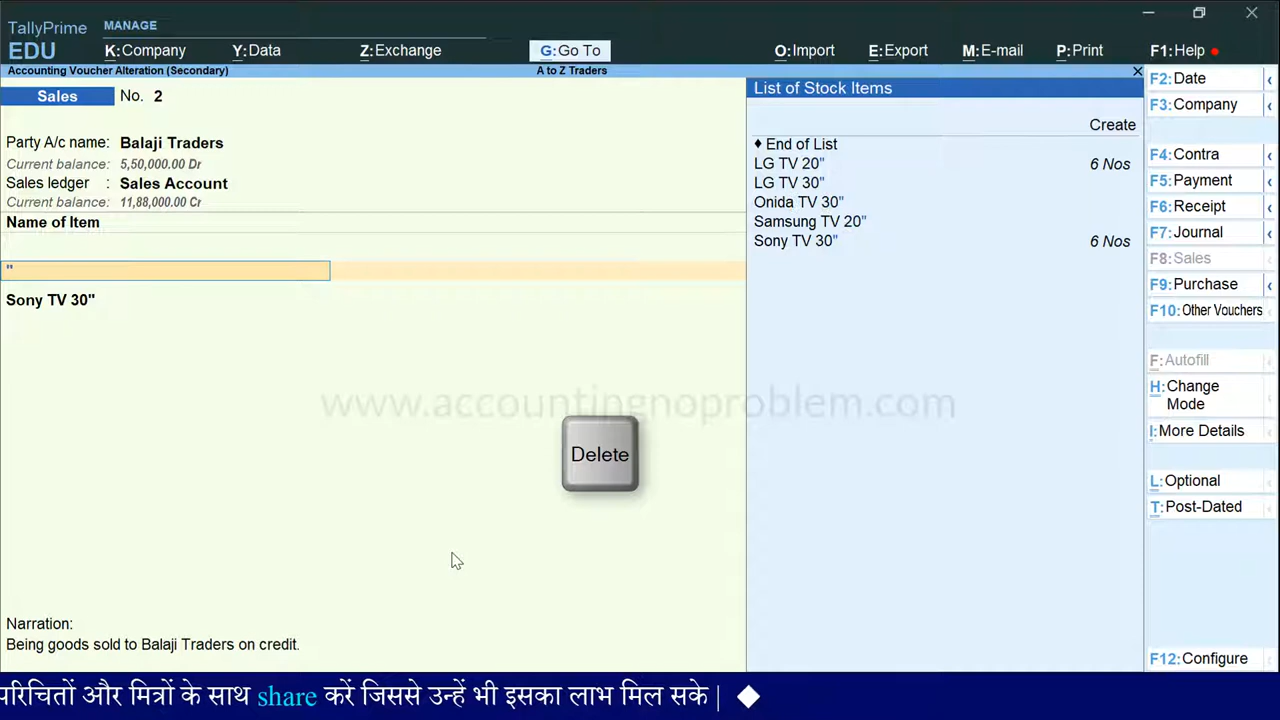 TallyPrime
EDU
MANAGE
K:Company
Y:Data
Z:Exchange
G:Go To
O:Import
E:Export
M:E-mail
P:Print
F1:Help
Accounting Voucher Alteration (Secondary)
A to Z Traders
Sales
No. 2
Party A/c name: Balaji Traders
Current balance: 5,50,000.00 Dr
Sales ledger : Sales Account
Current balance: 11,88,000.00 Cr
Name of Item
"
Sony TV 30"
Narration:
Being goods sold to Balaji Traders on credit.
List of Stock Items
Create
♦ End of List
LG TV 20" 6 Nos
LG TV 30"
Onida TV 30"
Samsung TV 20"
Sony TV 30" 6 Nos
www.accountingnoproblem.com
Delete
F2:Date
F3:Company
F4:Contra
F5:Payment
F6:Receipt
F7:Journal
F8:Sales
F9:Purchase
F10:Other Vouchers
F:Autofill
H:Change
Mode
I:More Details
L:Optional
T:Post-Dated
F12:Configure
परिचितों और मित्रों के साथ share करें जिससे उन्हें भी इसका लाभ मिल सके | ◆